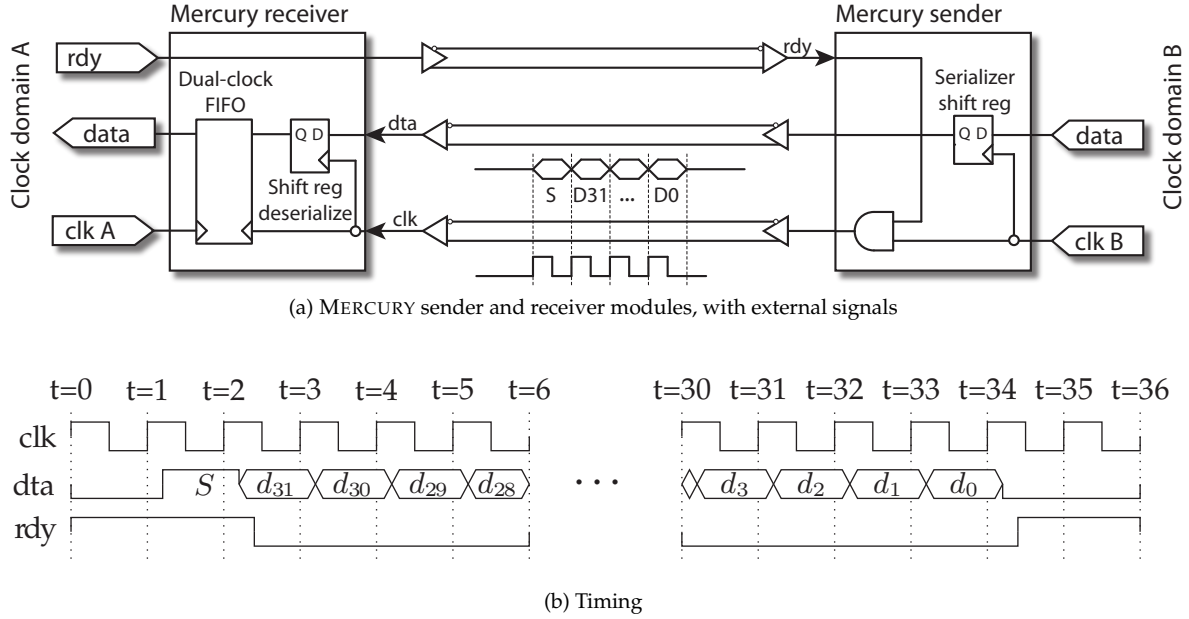 Mercury receiver
Mercury sender
Clock domain A
rdy
rdy
Dual-clock
FIFO
Serializer
shift reg
data
Q D
dta
Q D
data
Clock domain B
Shift reg
deserialize
S D31 ... D0
clk A
clk
clk B
(a) MERCURY sender and receiver modules, with external signals
t=0 t=1 t=2 t=3 t=4 t=5 t=6 t=30 t=31 t=32 t=33 t=34 t=35 t=36
clk
dta S d31 d30 d29 d28 ... d3 d2 d1 d0
rdy
(b) Timing